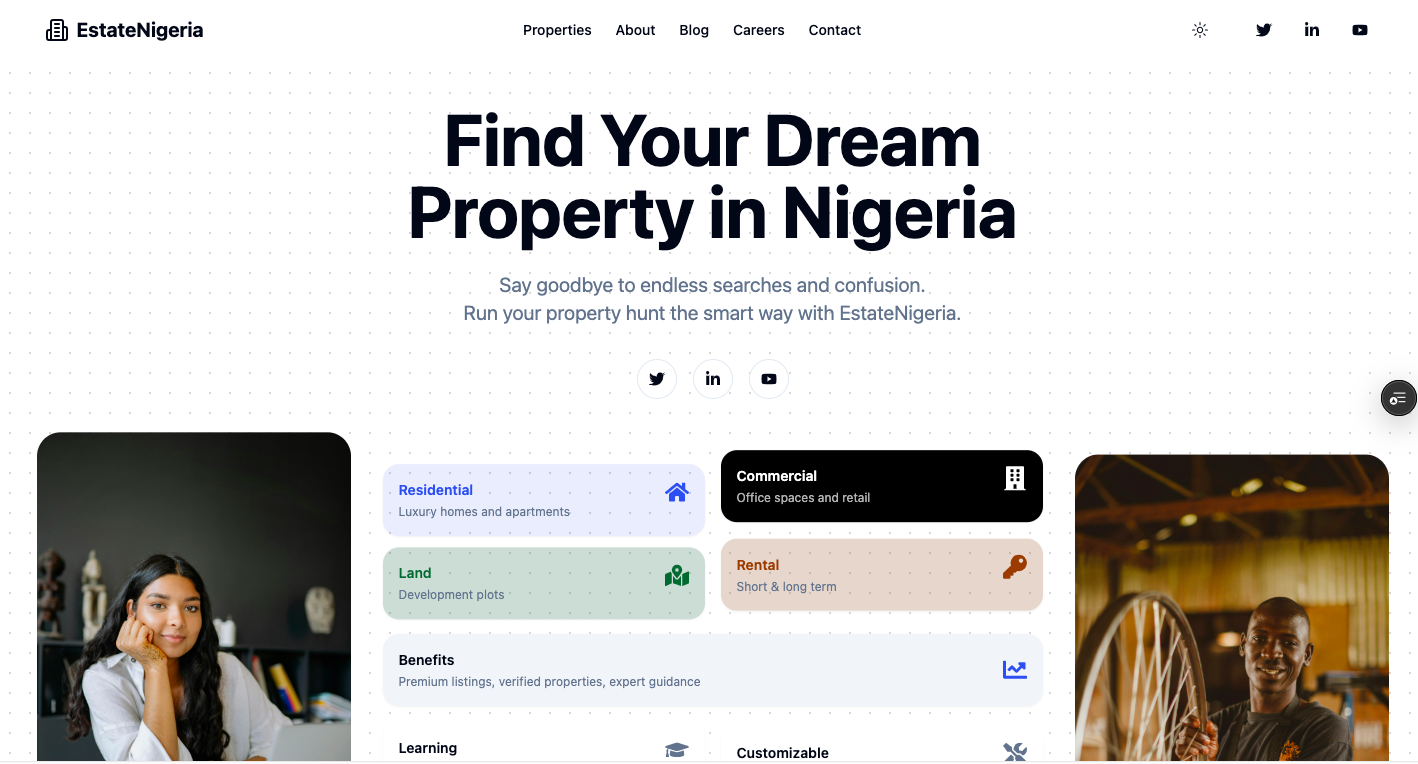 EstateNigeria
Properties
About
Blog
Careers
Contact
Find Your Dream
Property in Nigeria
Say goodbye to endless searches and confusion.
Run your property hunt the smart way with EstateNigeria.
Residential
Luxury homes and apartments
Commercial
Office spaces and retail
Land
Development plots
Rental
Short & long term
Benefits
Premium listings, verified properties, expert guidance
Learning
Customizable